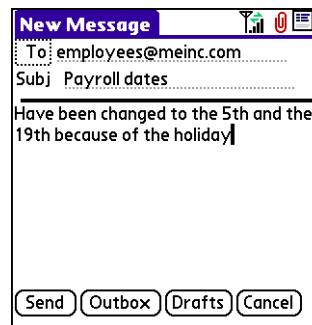 New Message
To employees@meinc.com
Subj Payroll dates
Have been changed to the 5th and the
19th because of the holiday
Send Outbox Drafts Cancel